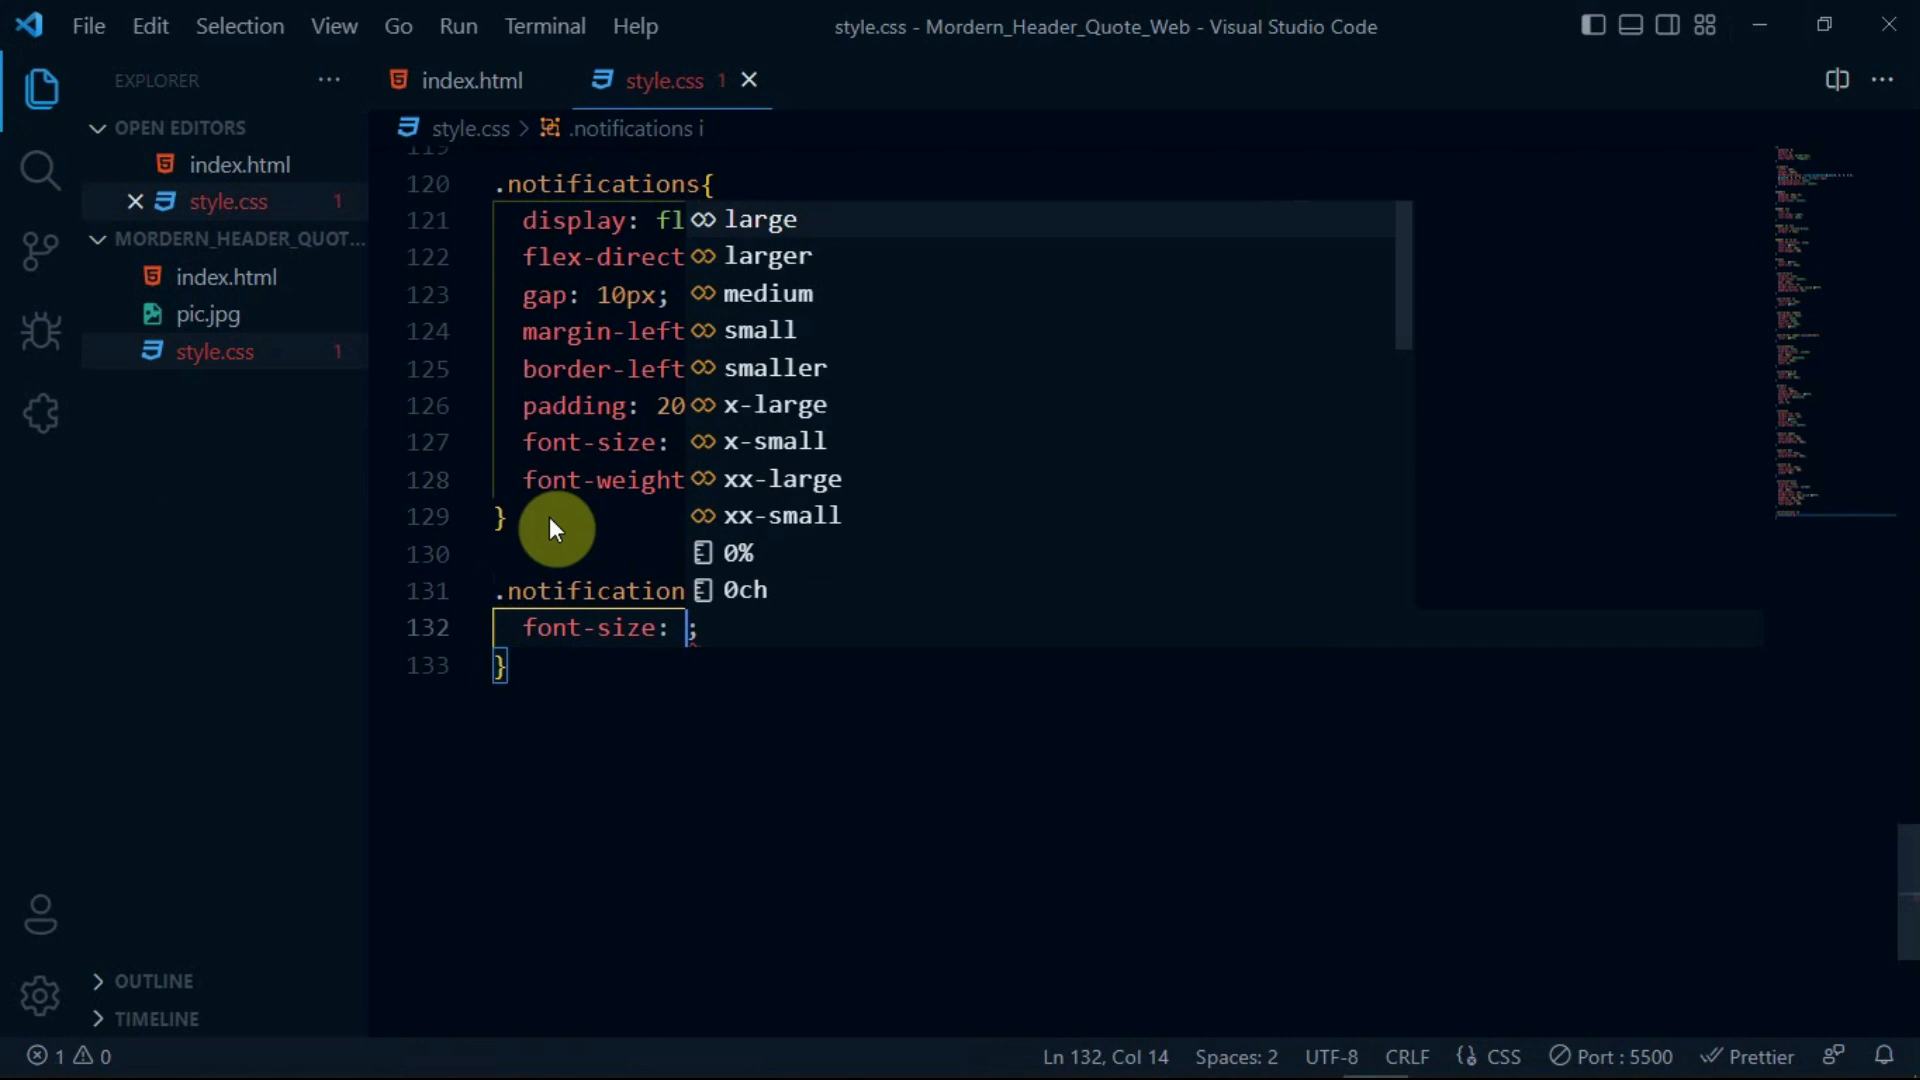 File Edit Selection View Go Run Terminal Help
style.css - Mordern_Header_Quote_Web - Visual Studio Code
EXPLORER
index.html
style.css 1
OPEN EDITORS
index.html
style.css 1
MORDERN_HEADER_QUOT...
index.html
pic.jpg
style.css 1
OUTLINE
TIMELINE
style.css > .notifications i
119
120 .notifications{
121 display: fl
122 flex-direct
123 gap: 10px;
124 margin-left
125 border-left
126 padding: 20
127 font-size:
128 font-weight
129 }
130
131 .notification
132 font-size: ;
133 }
large
larger
medium
small
smaller
x-large
x-small
xx-large
xx-small
0%
0ch
1 0
Ln 132, Col 14 Spaces: 2 UTF-8 CRLF CSS Port : 5500 Prettier